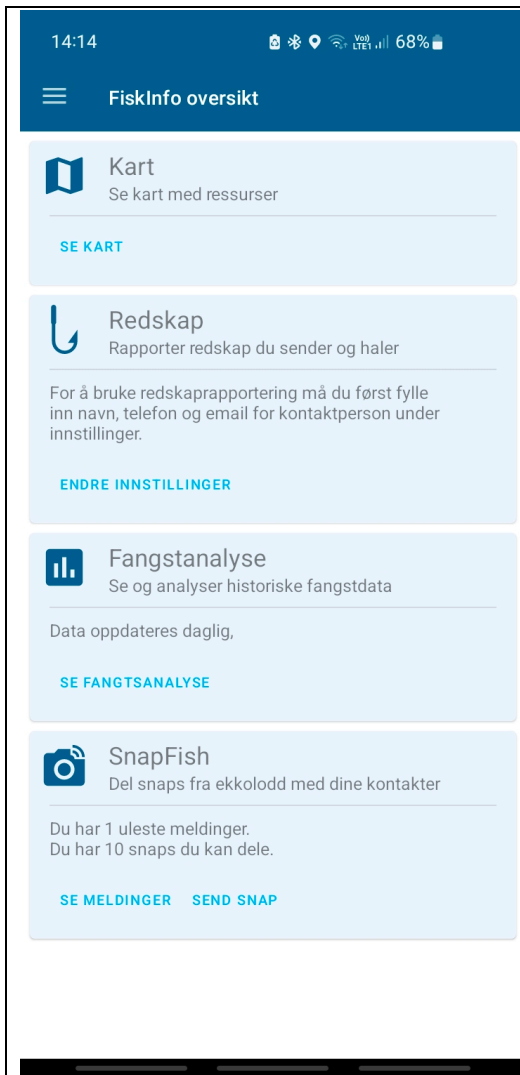 14:14
Vo)) LTE1 68%
FiskInfo oversikt
Kart
Se kart med ressurser
SE KART
Redskap
Rapporter redskap du sender og haler
For å bruke redskaprapportering må du først fylle
inn navn, telefon og email for kontaktperson under
innstillinger.
ENDRE INNSTILLINGER
Fangstanalyse
Se og analyser historiske fangstdata
Data oppdateres daglig,
SE FANGTSANALYSE
SnapFish
Del snaps fra ekkolodd med dine kontakter
Du har 1 uleste meldinger.
Du har 10 snaps du kan dele.
SE MELDINGER SEND SNAP